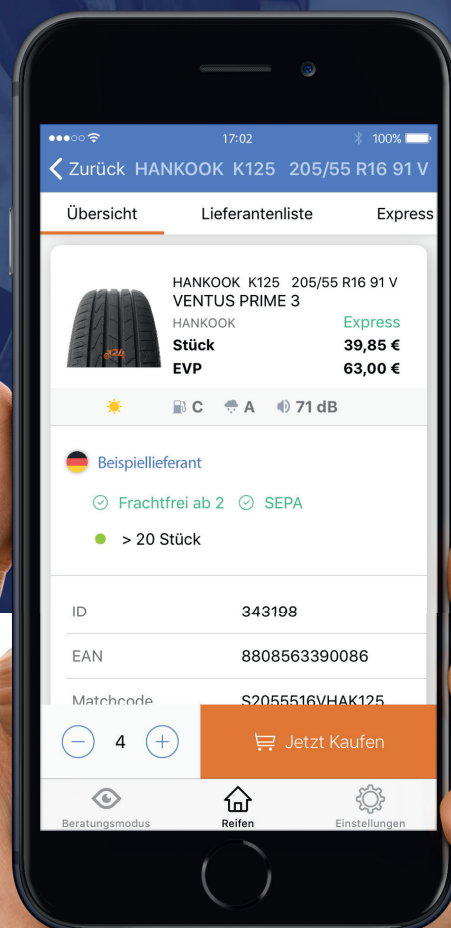 17:02
100%
Zurück HANKOOK K125 205/55 R16 91 V
Übersicht Lieferantenliste Express
HANKOOK K125 205/55 R16 91 V
VENTUS PRIME 3
HANKOOK Express
Stück 39,85 €
EVP 63,00 €
C A 71 dB
Beispiellieferant
Frachtfrei ab 2 SEPA
> 20 Stück
ID 343198
EAN 8808563390086
Matchcode S2055516VHAK125
4 Jetzt Kaufen
Beratungsmodus Reifen Einstellungen